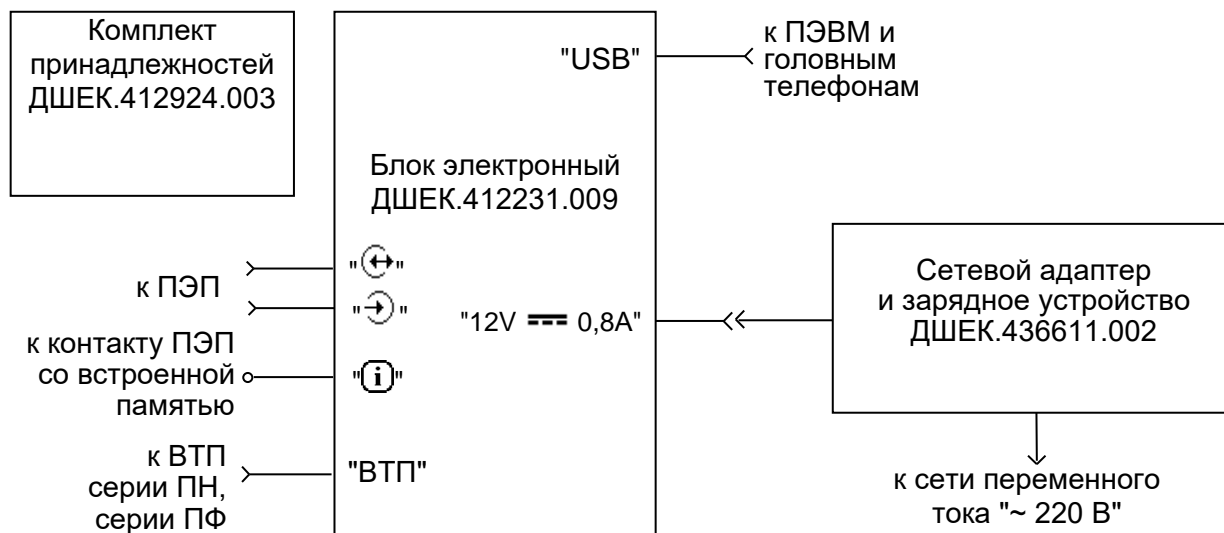 Комплект
принадлежностей
ДШЕК.412924.003
"USB"
к ПЭВМ и
головным
телефонам
Блок электронный
ДШЕК.412231.009
к ПЭП
к контакту ПЭП
со встроенной
памятью
"i"
к ВТП
серии ПН,
серии ПФ
"ВТП"
"12V 0,8А"
Сетевой адаптер
и зарядное устройство
ДШЕК.436611.002
к сети переменного
тока "~ 220 В"